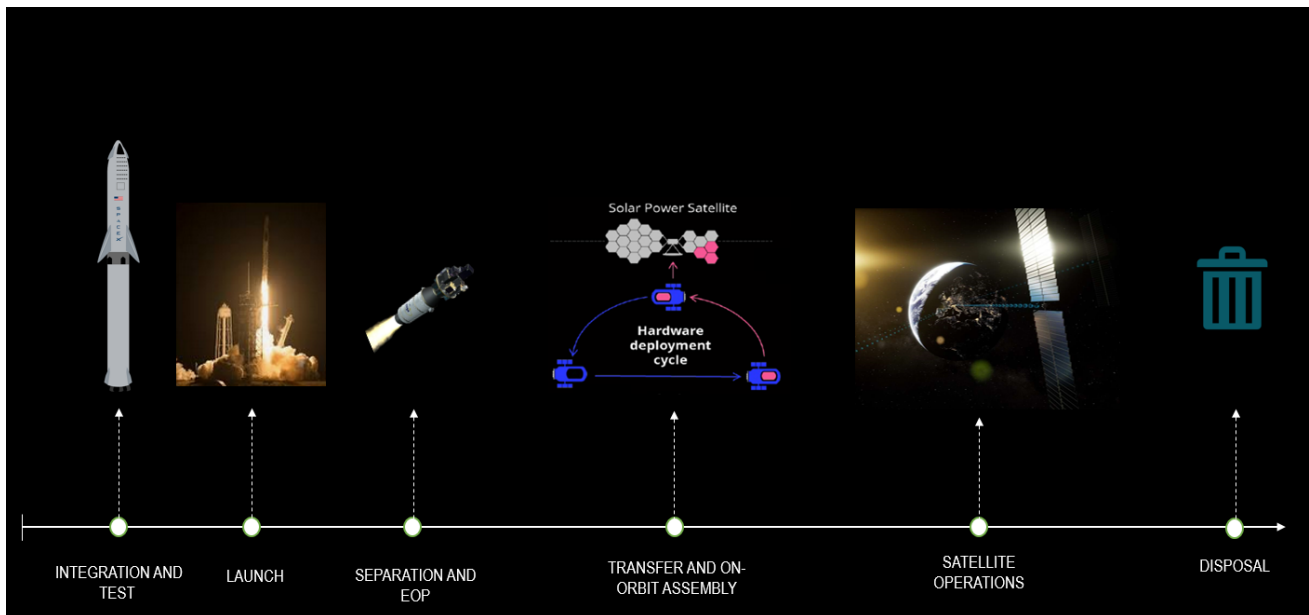 Solar Power Satellite
Hardware
deployment
cycle
INTEGRATION AND
TEST
LAUNCH
SEPARATION AND
EOP
TRANSFER AND ON-
ORBIT ASSEMBLY
SATELLITE
OPERATIONS
DISPOSAL